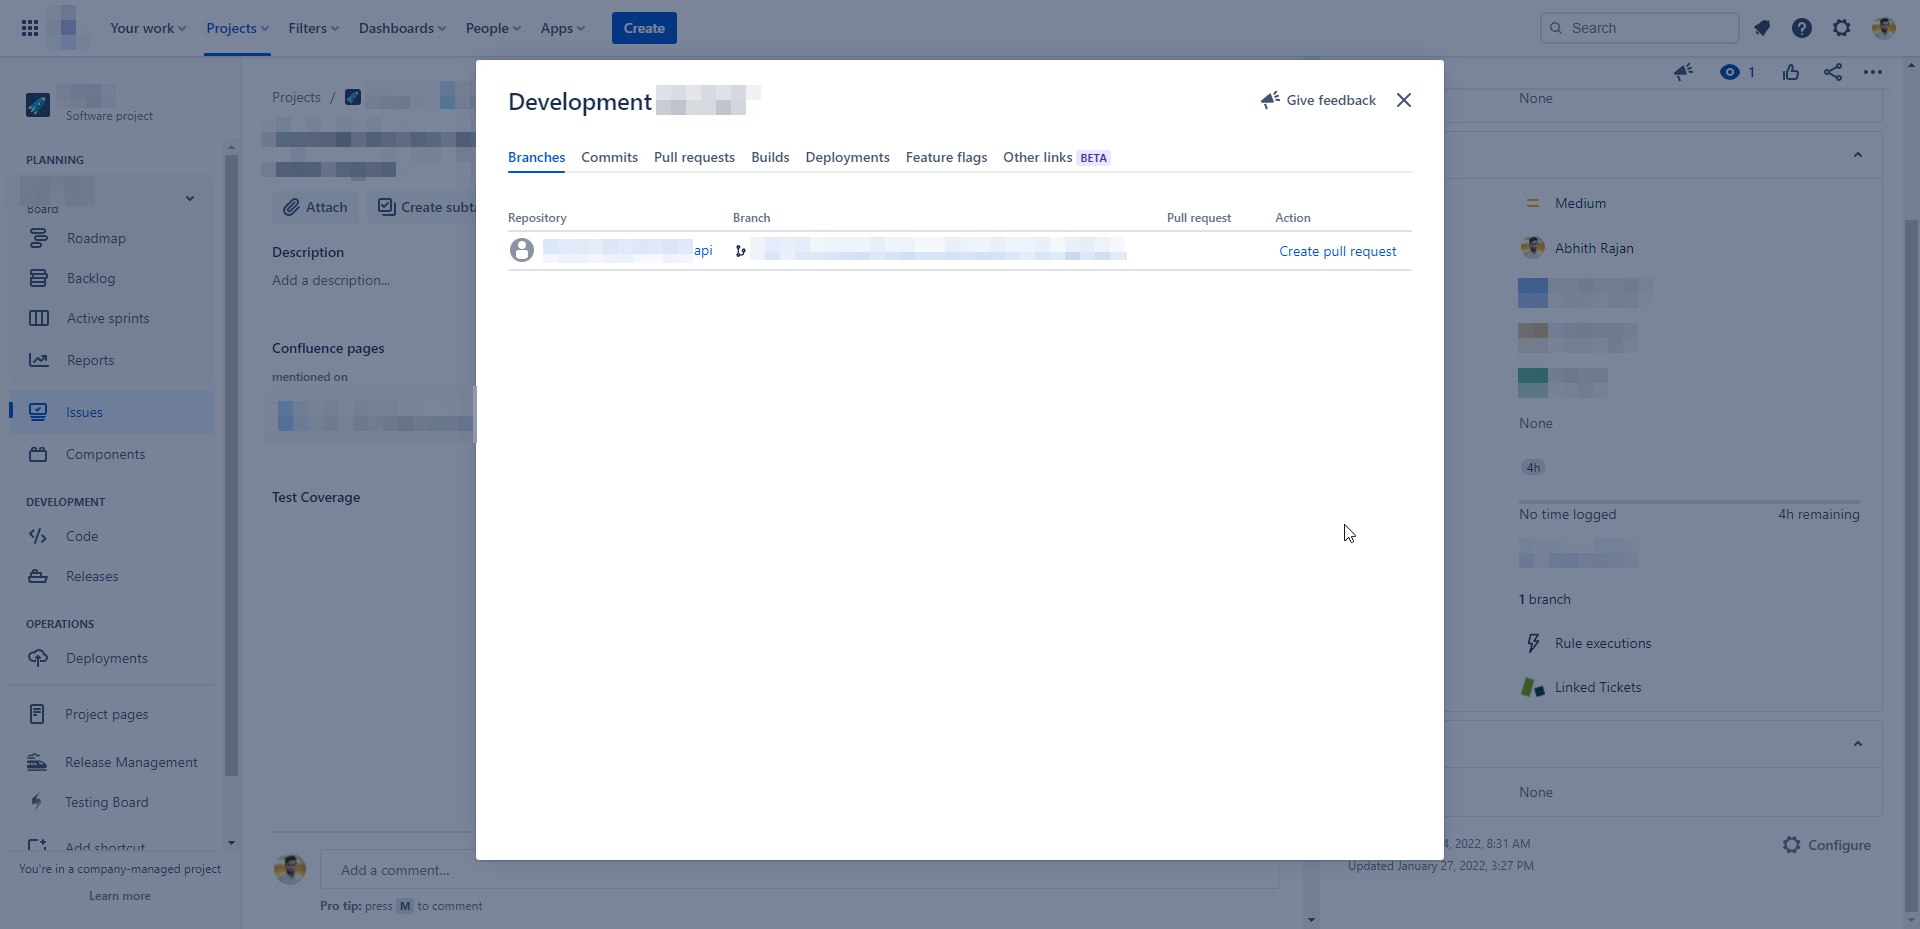 Your work Projects Filters Dashboards People Apps Create Search
Software project
PLANNING
Board
Roadmap
Backlog
Active sprints
Reports
Issues
Components
DEVELOPMENT
Code
Releases
OPERATIONS
Deployments
Project pages
Release Management
Testing Board
Add shortcut
You're in a company-managed project
Learn more
Projects /
Attach Create subta
Description
Add a description...
Confluence pages
mentioned on
Test Coverage
Add a comment...
Pro tip: press M to comment
Development
Give feedback
Branches Commits Pull requests Builds Deployments Feature flags Other links BETA
Repository Branch Pull request Action
api Create pull request
1
None
Medium
Abhith Rajan
None
4h
No time logged 4h remaining
1 branch
Rule executions
Linked Tickets
None
4, 2022, 8:31 AM
Updated January 27, 2022, 3:27 PM
Configure